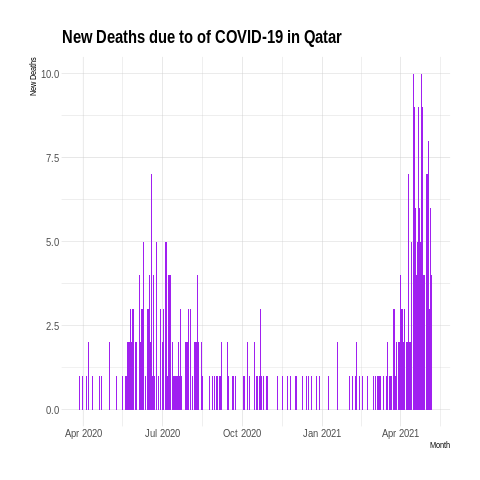 New Deaths due to of COVID-19 in Qatar
New Deaths
10.0
7.5
5.0
2.5
0.0
Apr 2020 Jul 2020 Oct 2020 Jan 2021 Apr 2021
Month